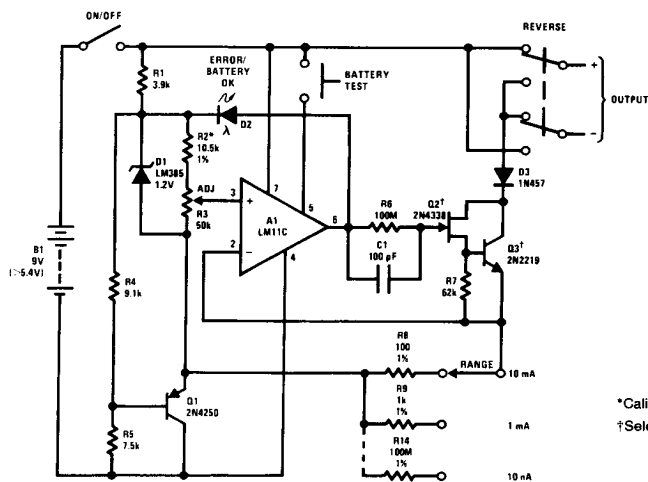 ON/OFF
REVERSE
R1
3.9k
ERROR/
BATTERY
OK
BATTERY
TEST
+
OUTPUT
−
λ
D2
D1
LM385
1.2V
R2*
10.5k
1%
ADJ
R3
50k
3
+
2
−
A1
LM11C
7
5
6
4
R6
100M
C1
100 pF
Q2†
2N4338
D3
1N457
Q3†
2N2219
R7
62k
B1
9V
(>5.4V)
R4
9.1k
R5
7.5k
Q1
2N4250
R8
100
1%
RANGE
10 mA
R9
1k
1%
1 mA
R14
100M
1%
10 nA
*Cali
†Sele